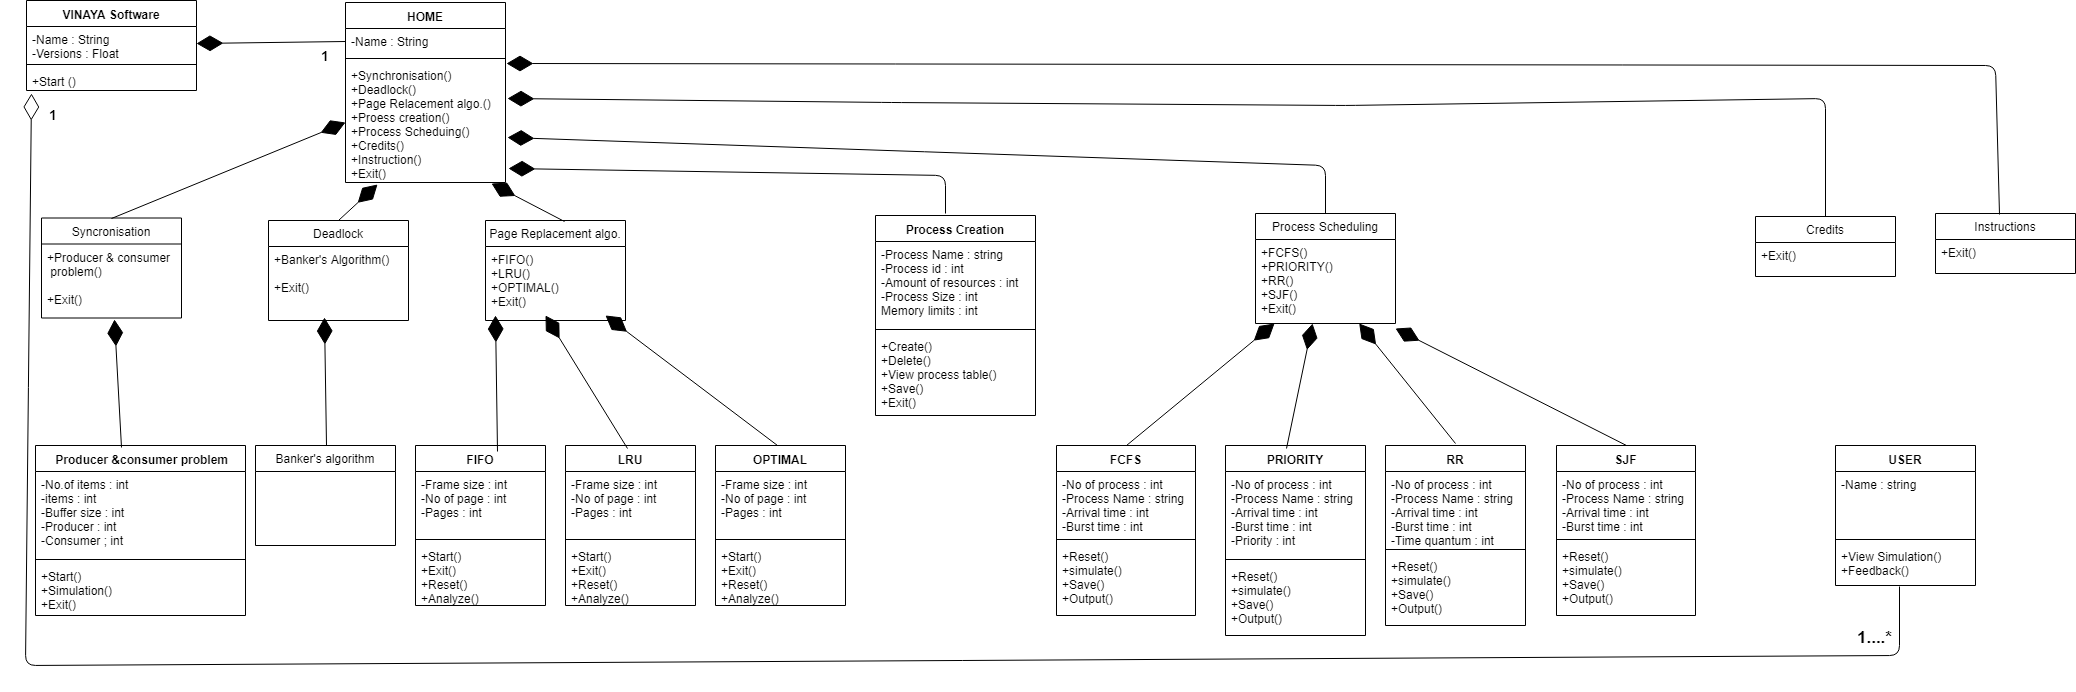 VINAYA Software
-Name : String
-Versions : Float
+Start ()
1
HOME
-Name : String
+Synchronisation()
+Deadlock()
+Page Relacement algo.()
+Proess creation()
+Process Scheduing()
+Credits()
+Instruction()
+Exit()
1
Syncronisation
+Producer & consumer
problem()
+Exit()
Deadlock
+Banker's Algorithm()
+Exit()
Page Replacement algo.
+FIFO()
+LRU()
+OPTIMAL()
+Exit()
Process Creation
-Process Name : string
-Process id : int
-Amount of resources : int
-Process Size : int
Memory limits : int
+Create()
+Delete()
+View process table()
+Save()
+Exit()
Process Scheduling
+FCFS()
+PRIORITY()
+RR()
+SJF()
+Exit()
Credits
+Exit()
Instructions
+Exit()
Producer &consumer problem
-No.of items : int
-items : int
-Buffer size : int
-Producer : int
-Consumer ; int
+Start()
+Simulation()
+Exit()
Banker's algorithm
FIFO
-Frame size : int
-No of page : int
-Pages : int
+Start()
+Exit()
+Reset()
+Analyze()
LRU
-Frame size : int
-No of page : int
-Pages : int
+Start()
+Exit()
+Reset()
+Analyze()
OPTIMAL
-Frame size : int
-No of page : int
-Pages : int
+Start()
+Exit()
+Reset()
+Analyze()
FCFS
-No of process : int
-Process Name : string
-Arrival time : int
-Burst time : int
+Reset()
+simulate()
+Save()
+Output()
PRIORITY
-No of process : int
-Process Name : string
-Arrival time : int
-Burst time : int
-Priority : int
+Reset()
+simulate()
+Save()
+Output()
RR
-No of process : int
-Process Name : string
-Arrival time : int
-Burst time : int
-Time quantum : int
+Reset()
+simulate()
+Save()
+Output()
SJF
-No of process : int
-Process Name : string
-Arrival time : int
-Burst time : int
+Reset()
+simulate()
+Save()
+Output()
USER
-Name : string
+View Simulation()
+Feedback()
1....*